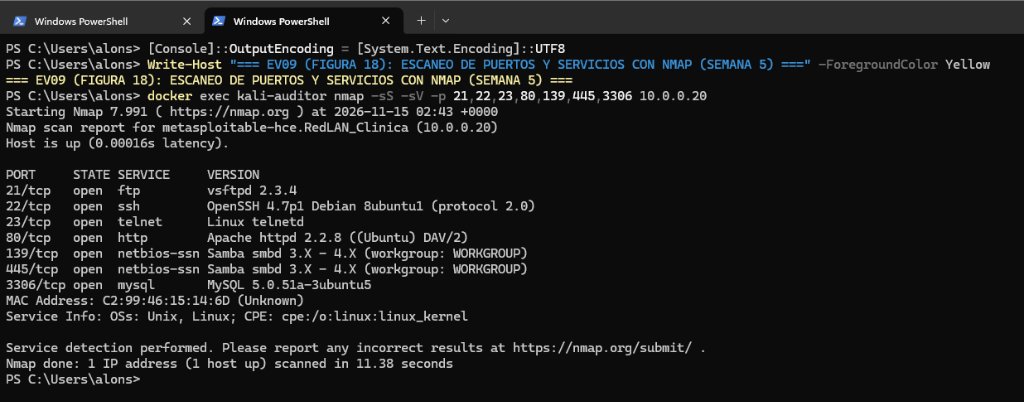 Windows PowerShell
Windows PowerShell
PS C:\Users\alons> [Console]::OutputEncoding = [System.Text.Encoding]::UTF8
PS C:\Users\alons> Write-Host "=== EV09 (FIGURA 18): ESCANEO DE PUERTOS Y SERVICIOS CON NMAP (SEMANA 5) ===" -ForegroundColor Yellow
=== EV09 (FIGURA 18): ESCANEO DE PUERTOS Y SERVICIOS CON NMAP (SEMANA 5) ===
PS C:\Users\alons> docker exec kali-auditor nmap -sS -sV -p 21,22,23,80,139,445,3306 10.0.0.20
Starting Nmap 7.991 ( https://nmap.org ) at 2026-11-15 02:43 +0000
Nmap scan report for metasploitable-hce.RedLAN_Clinica (10.0.0.20)
Host is up (0.00016s latency).
PORT     STATE SERVICE     VERSION
21/tcp   open  ftp         vsftpd 2.3.4
22/tcp   open  ssh         OpenSSH 4.7p1 Debian 8ubuntu1 (protocol 2.0)
23/tcp   open  telnet      Linux telnetd
80/tcp   open  http        Apache httpd 2.2.8 ((Ubuntu) DAV/2)
139/tcp  open  netbios-ssn Samba smbd 3.X - 4.X (workgroup: WORKGROUP)
445/tcp  open  netbios-ssn Samba smbd 3.X - 4.X (workgroup: WORKGROUP)
3306/tcp open  mysql       MySQL 5.0.51a-3ubuntu5
MAC Address: C2:99:46:15:14:6D (Unknown)
Service Info: OSs: Unix, Linux; CPE: cpe:/o:linux:linux_kernel
Service detection performed. Please report any incorrect results at https://nmap.org/submit/ .
Nmap done: 1 IP address (1 host up) scanned in 11.38 seconds
PS C:\Users\alons>